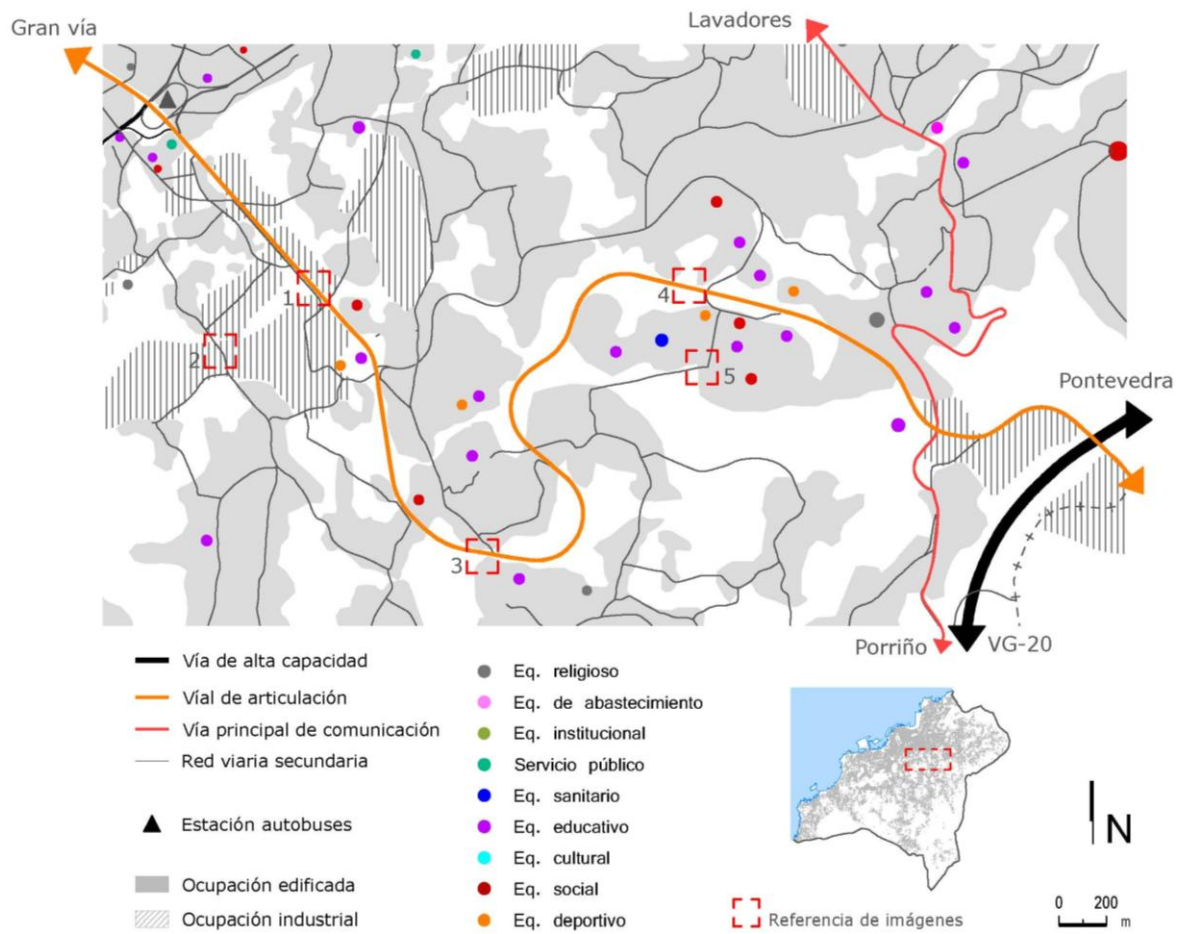 Gran vía
Lavadores
1
2
3
4
5
Pontevedra
Porriño
VG-20
Vía de alta capacidad
Víal de articulación
Vía principal de comunicación
Red viaria secundaria
Estación autobuses
Ocupación edificada
Ocupación industrial
Eq. religioso
Eq. de abastecimiento
Eq. institucional
Servicio público
Eq. sanitario
Eq. educativo
Eq. cultural
Eq. social
Eq. deportivo
Referencia de imágenes
N
0 200
m